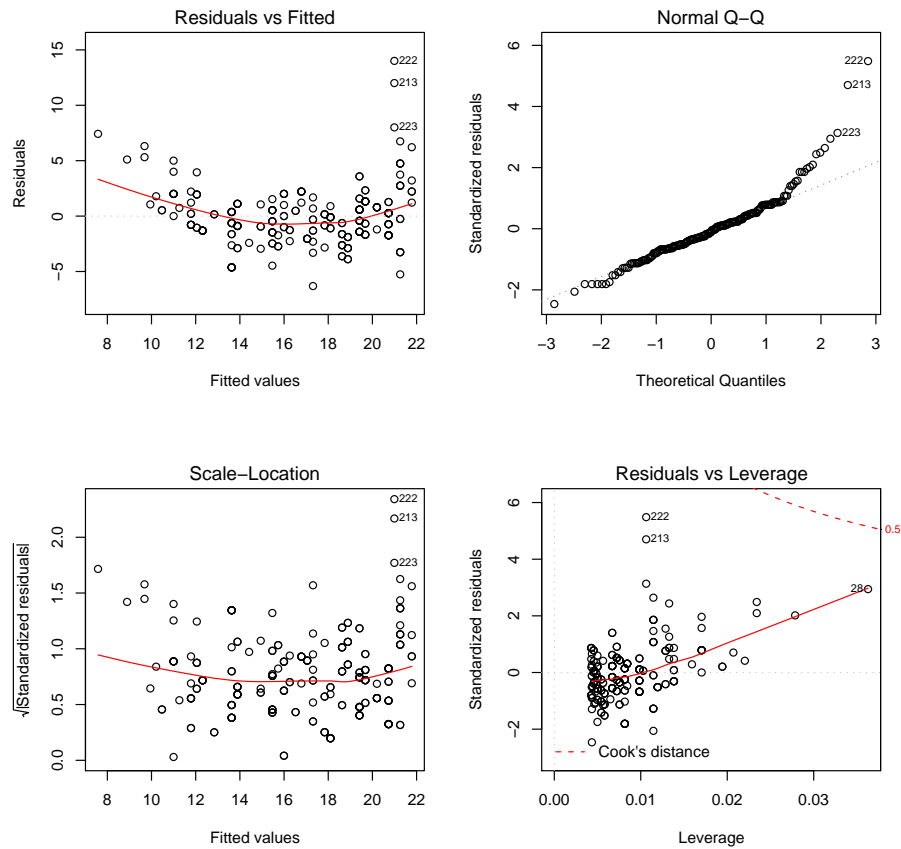 Residuals vs Fitted
15
10
5
0
−5
Residuals
222
213
223
8 10 12 14 16 18 20 22
Fitted values
Normal Q−Q
6
4
2
0
−2
Standardized residuals
222
213
223
−3 −2 −1 0 1 2 3
Theoretical Quantiles
Scale−Location
2.0
1.5
1.0
0.5
0.0
√|Standardized residuals|
222
213
223
8 10 12 14 16 18 20 22
Fitted values
Residuals vs Leverage
6
4
2
0
−2
Standardized residuals
222
213
28
0.5
Cook's distance
0.00 0.01 0.02 0.03
Leverage